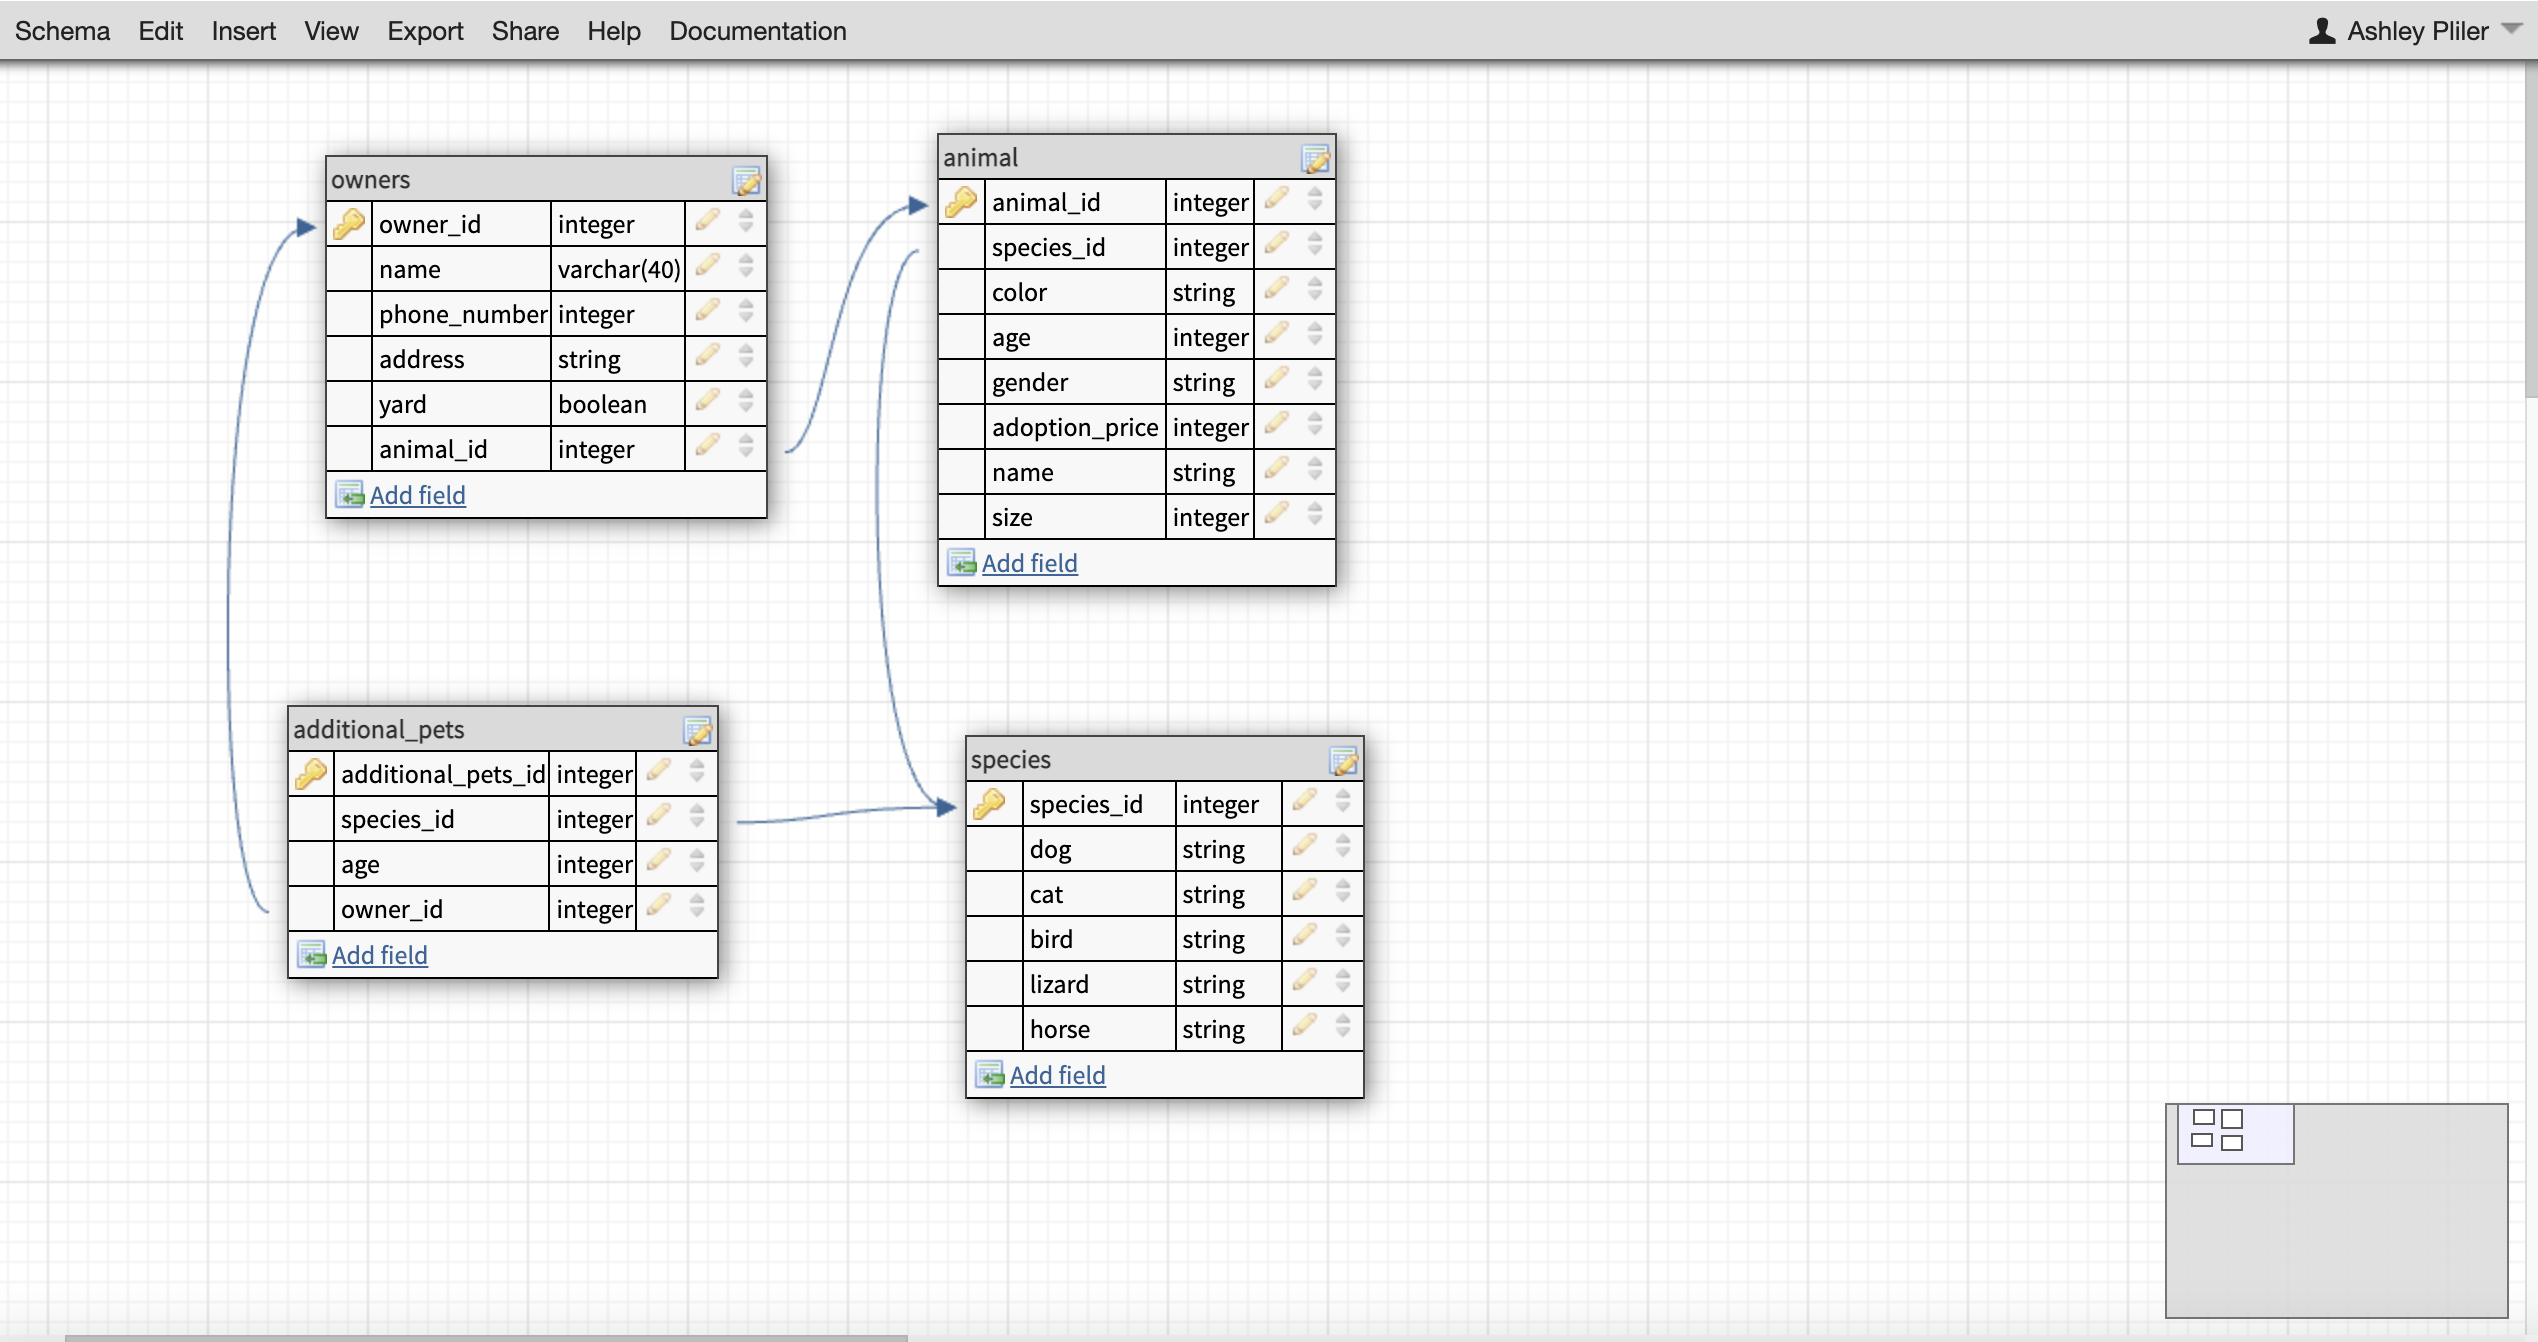 Schema Edit Insert View Export Share Help Documentation Ashley Pliler
owners
owner_id integer
name varchar(40)
phone_number integer
address string
yard boolean
animal_id integer
Add field
animal
animal_id integer
species_id integer
color string
age integer
gender string
adoption_price integer
name string
size integer
Add field
additional_pets
additional_pets_id integer
species_id integer
age integer
owner_id integer
Add field
species
species_id integer
dog string
cat string
bird string
lizard string
horse string
Add field